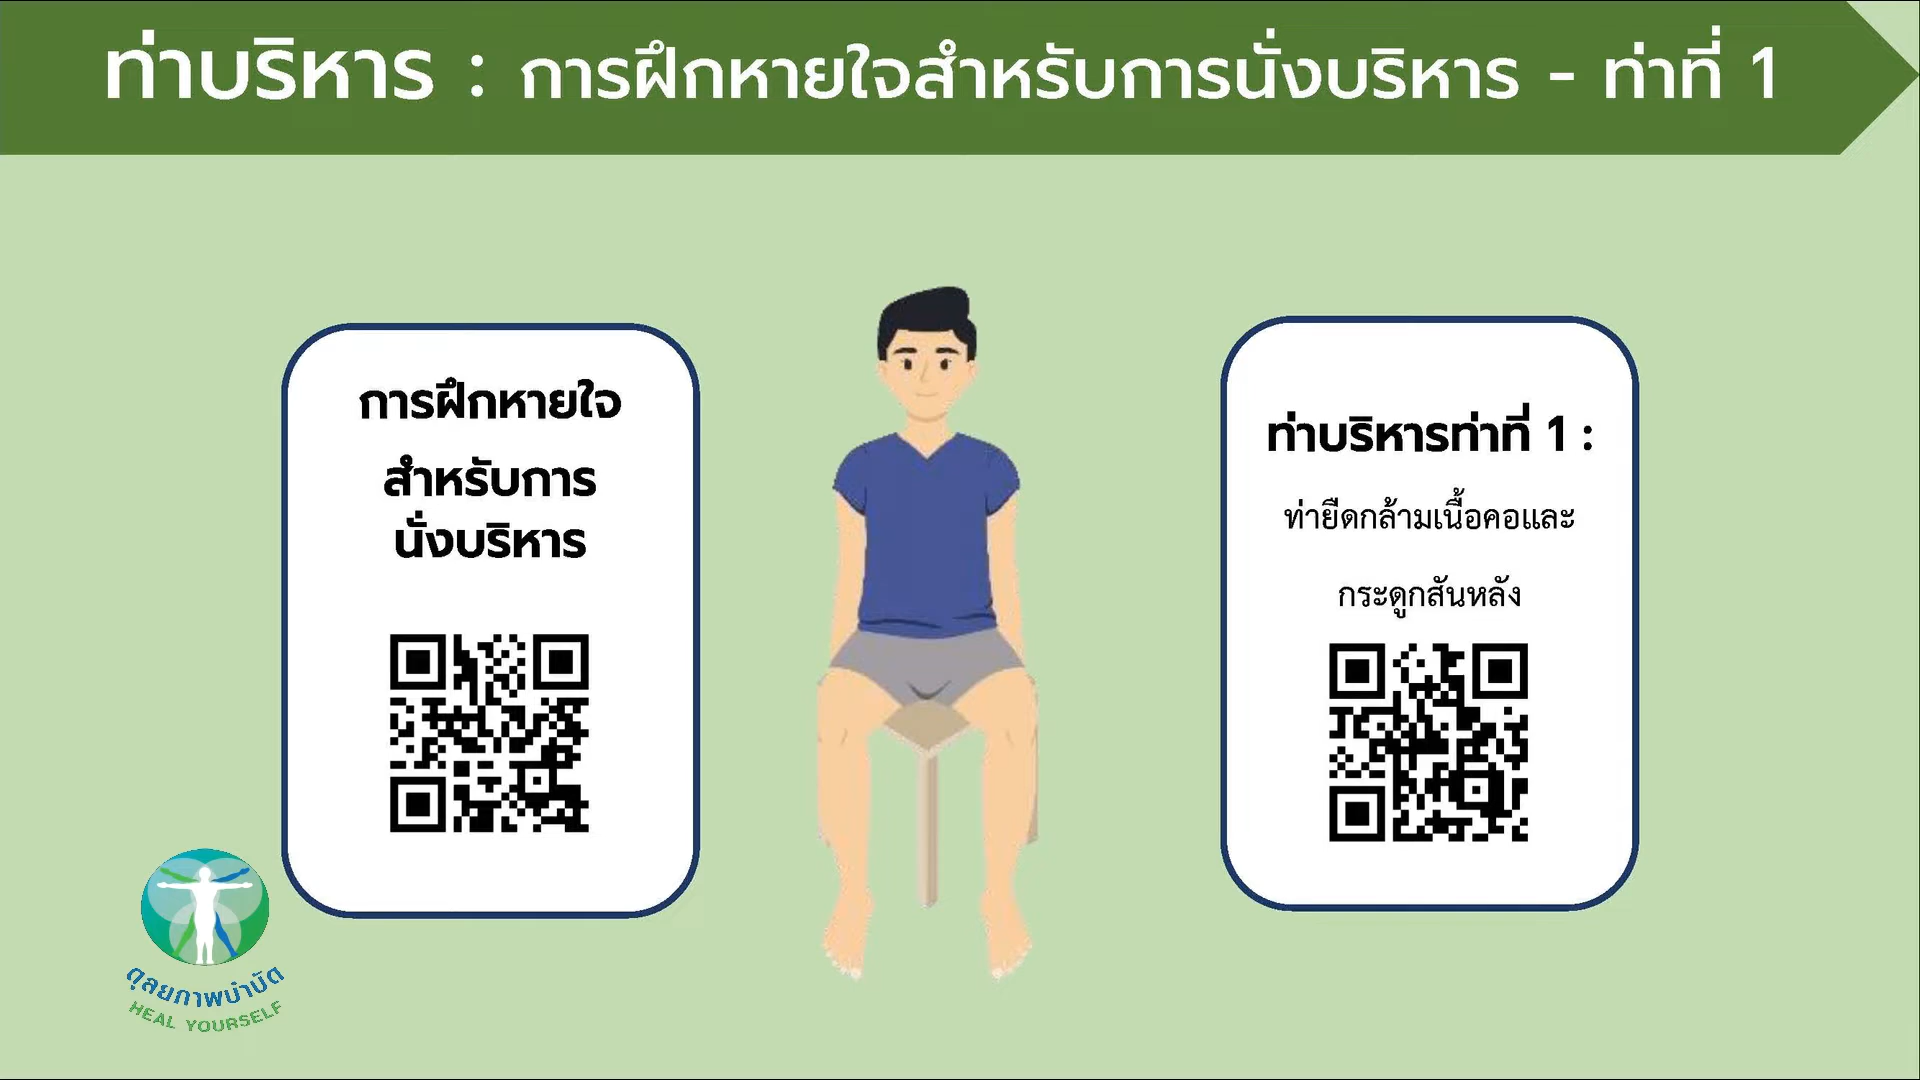 ท่าบริหาร : การฝึกหายใจสำหรับการนั่งบริหาร - ท่าที่ 1
การฝึกหายใจ
สำหรับการ
นั่งบริหาร
ท่าบริหารท่าที่ 1 :
ท่ายืดกล้ามเนื้อคอและ
กระดูกสันหลัง
ดุลยภาพบำบัด
HEAL YOURSELF